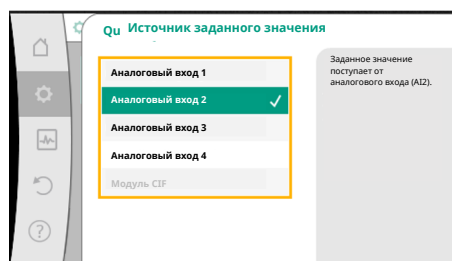 Qu Источник заданного значения
Аналоговый вход 1
Аналоговый вход 2
Аналоговый вход 3
Аналоговый вход 4
Модуль CIF
Заданное значение
поступает от
аналогового входа (AI2).